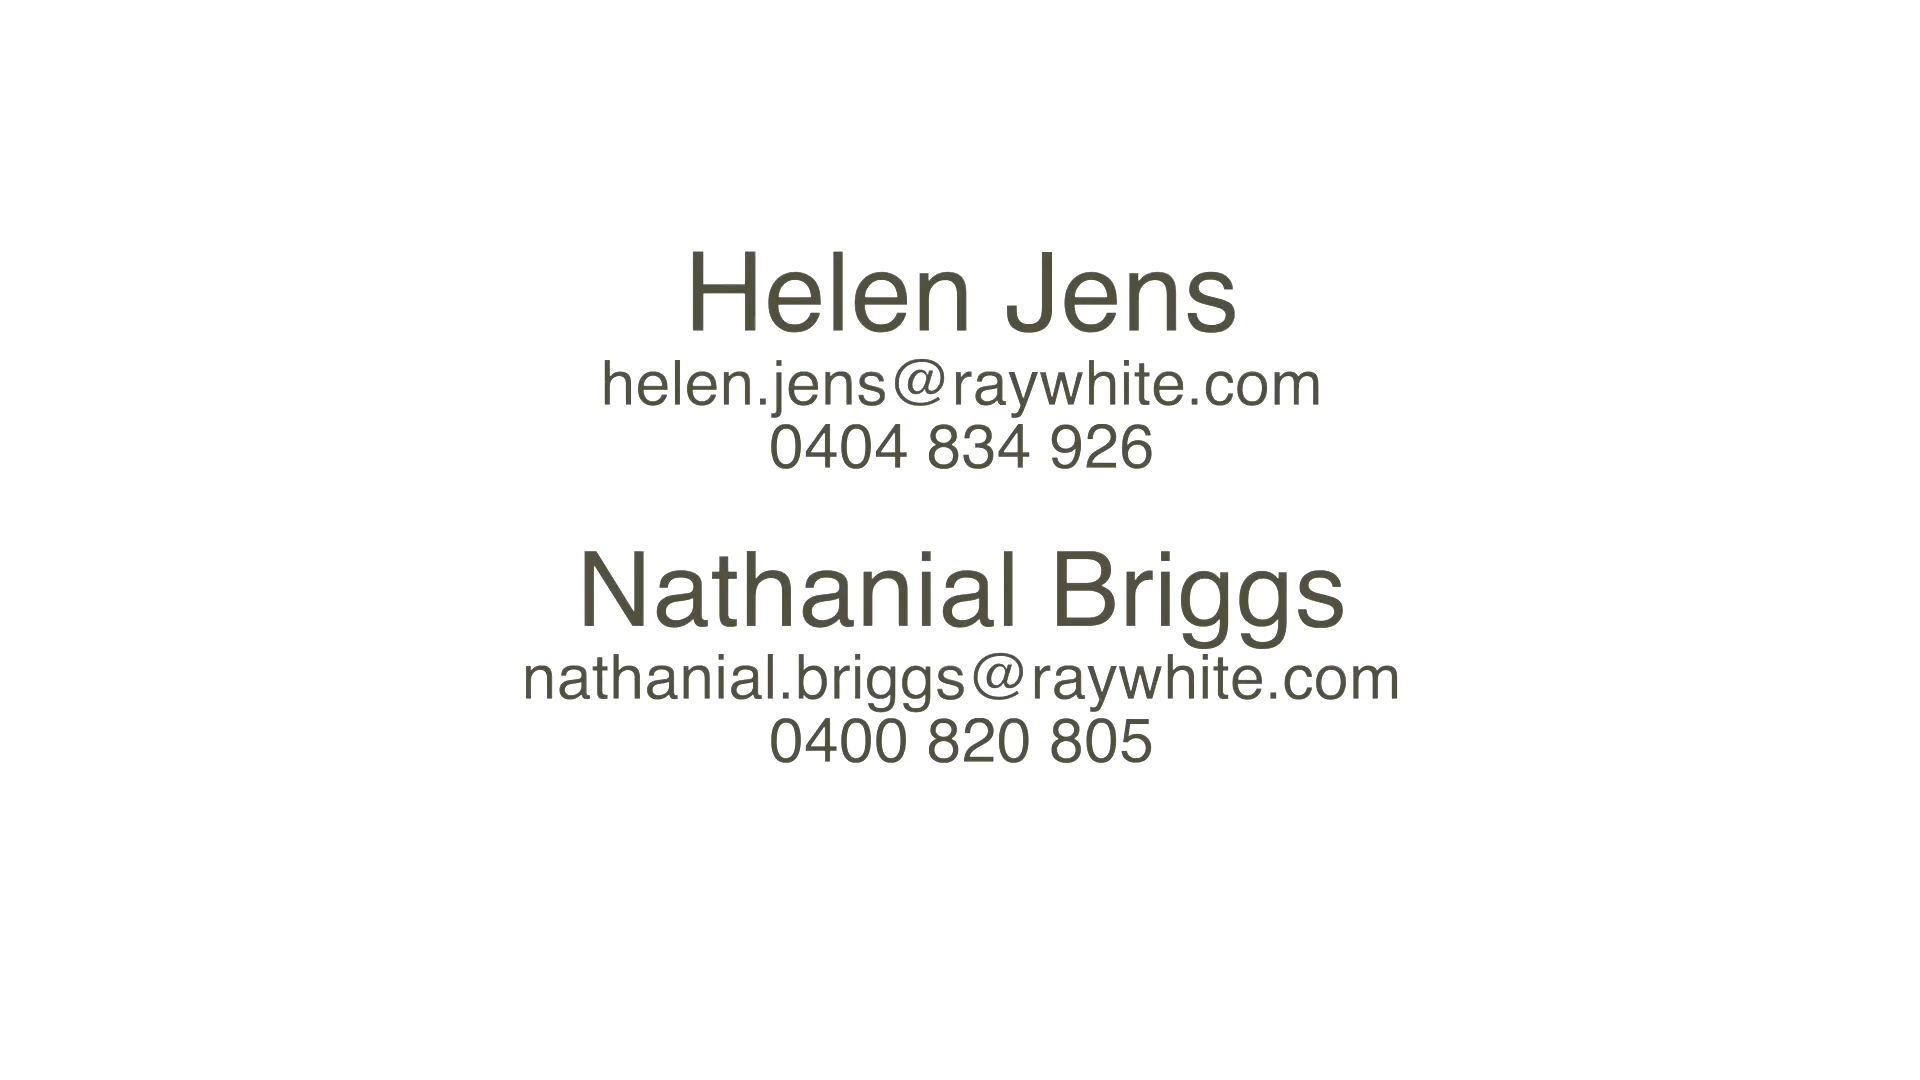 Helen Jens
helen.jens@raywhite.com
0404 834 926
Nathanial Briggs
nathanial.briggs@raywhite.com
0400 820 805